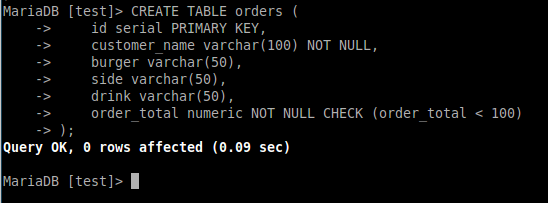 MariaDB [test]> CREATE TABLE orders (
    ->     id serial PRIMARY KEY,
    ->     customer_name varchar(100) NOT NULL,
    ->     burger varchar(50),
    ->     side varchar(50),
    ->     drink varchar(50),
    ->     order_total numeric NOT NULL CHECK (order_total < 100)
    -> );
Query OK, 0 rows affected (0.09 sec)
MariaDB [test]>